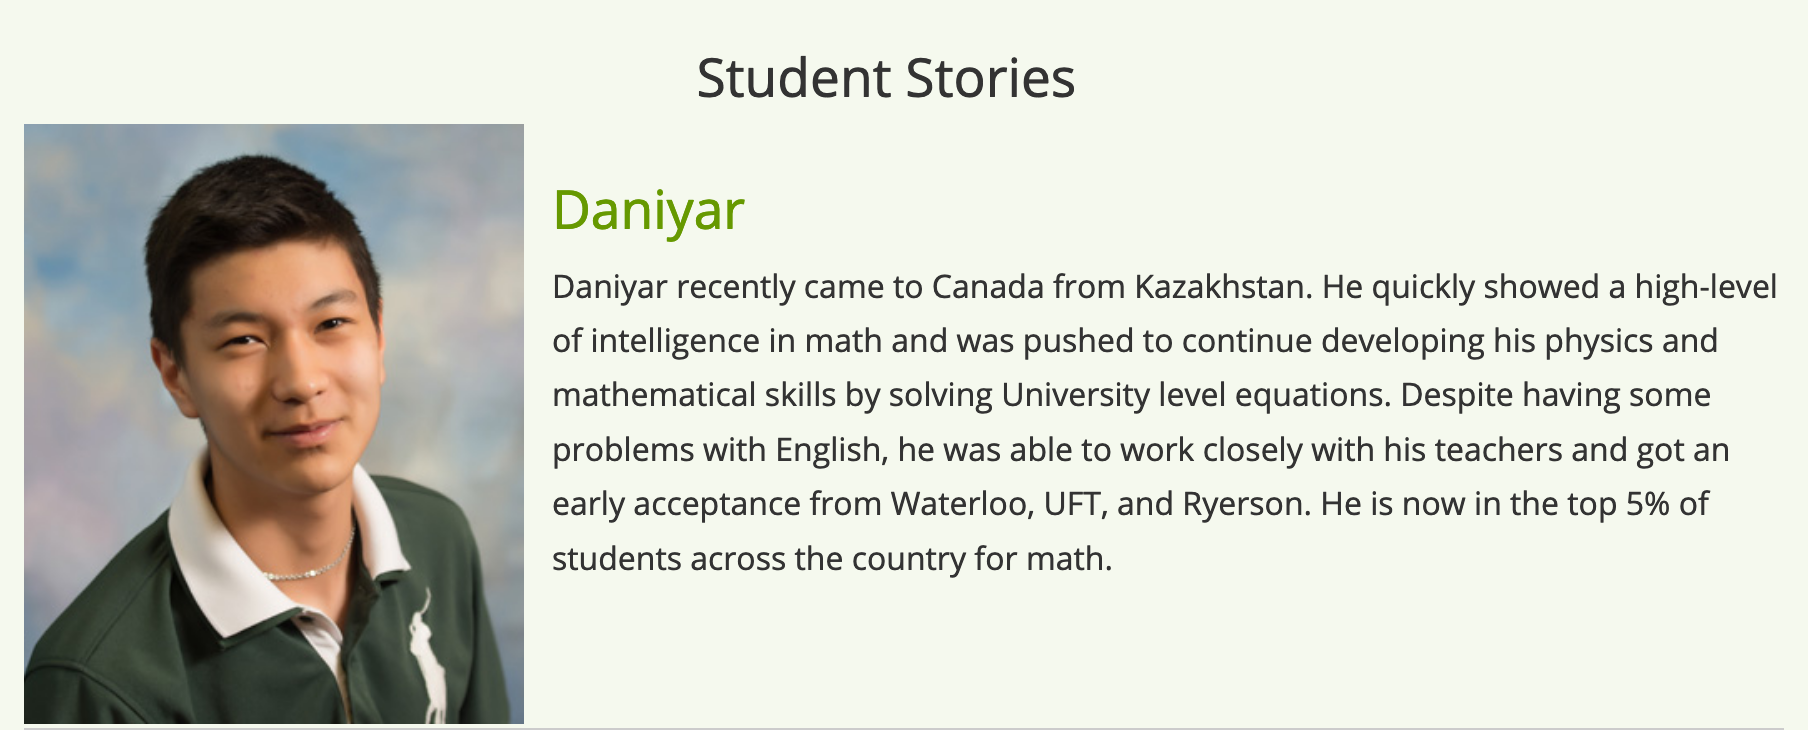 Student Stories
Daniyar
Daniyar recently came to Canada from Kazakhstan. He quickly showed a high-level
of intelligence in math and was pushed to continue developing his physics and
mathematical skills by solving University level equations. Despite having some
problems with English, he was able to work closely with his teachers and got an
early acceptance from Waterloo, UFT, and Ryerson. He is now in the top 5% of
students across the country for math.